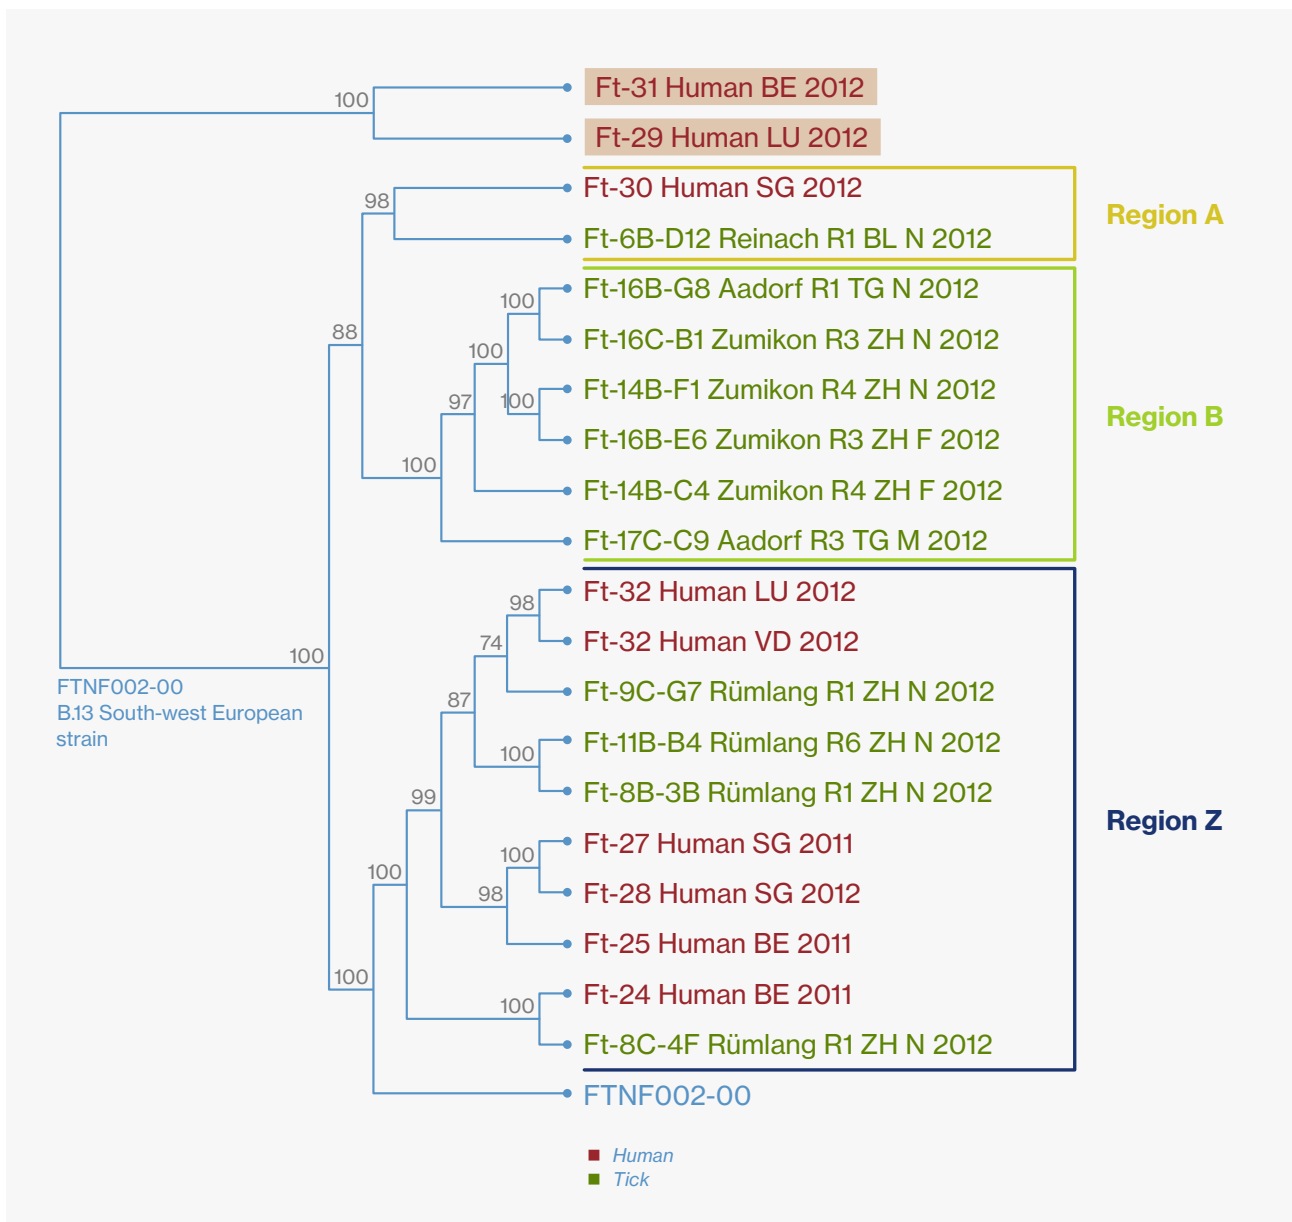 100
Ft-31 Human BE 2012
Ft-29 Human LU 2012
98
Ft-30 Human SG 2012
Ft-6B-D12 Reinach R1 BL N 2012
Region A
88
100
Ft-16B-G8 Aadorf R1 TG N 2012
Ft-16C-B1 Zumikon R3 ZH N 2012
100
97
100
Ft-14B-F1 Zumikon R4 ZH N 2012
Ft-16B-E6 Zumikon R3 ZH F 2012
100
Ft-14B-C4 Zumikon R4 ZH F 2012
Ft-17C-C9 Aadorf R3 TG M 2012
Region B
100
FTNF002-00
B.13 South-west European
strain
98
Ft-32 Human LU 2012
Ft-32 Human VD 2012
74
Ft-9C-G7 Rümlang R1 ZH N 2012
87
100
Ft-11B-B4 Rümlang R6 ZH N 2012
Ft-8B-3B Rümlang R1 ZH N 2012
99
Region Z
100
100
Ft-27 Human SG 2011
Ft-28 Human SG 2012
98
Ft-25 Human BE 2011
100
100
Ft-24 Human BE 2011
Ft-8C-4F Rümlang R1 ZH N 2012
FTNF002-00
Human
Tick